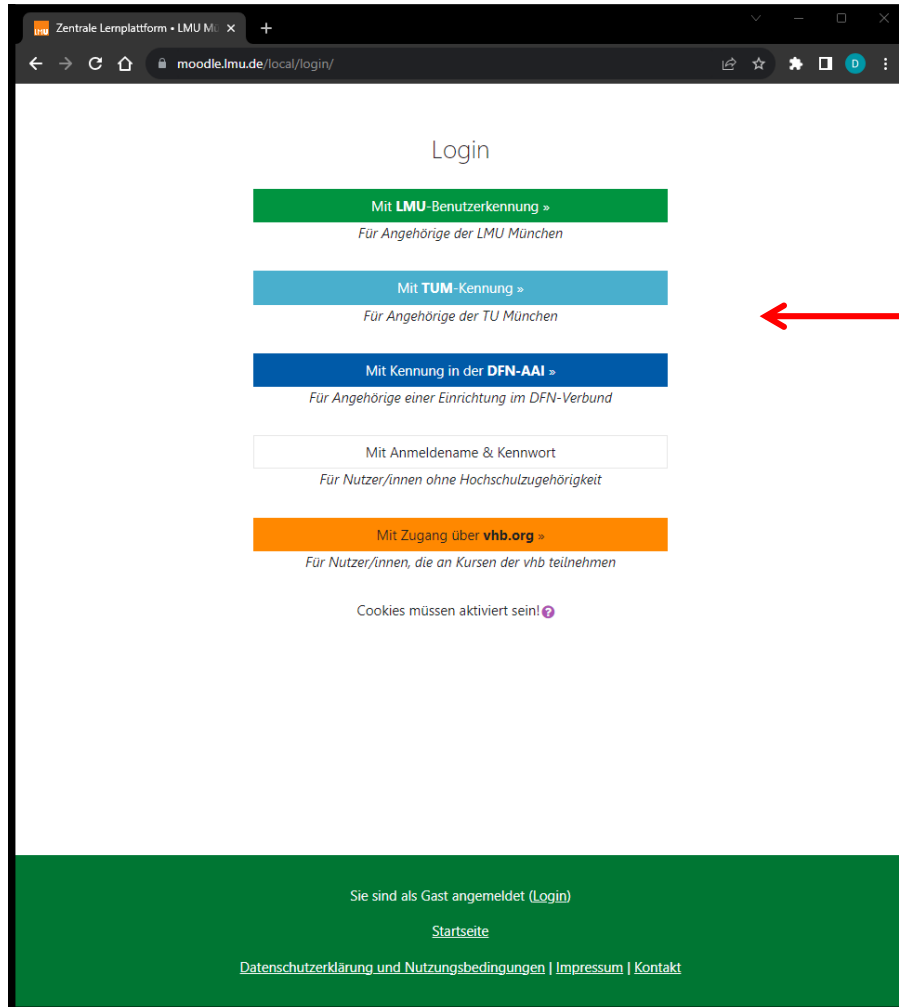 Zentrale Lernplattform • LMU Mü
moodle.lmu.de/local/login/
D
Login
Mit LMU-Benutzerkennung »
Für Angehörige der LMU München
Mit TUM-Kennung »
Für Angehörige der TU München
Mit Kennung in der DFN-AAI »
Für Angehörige einer Einrichtung im DFN-Verbund
Mit Anmeldename & Kennwort
Für Nutzer/innen ohne Hochschulzugehörigkeit
Mit Zugang über vhb.org »
Für Nutzer/innen, die an Kursen der vhb teilnehmen
Cookies müssen aktiviert sein!
Sie sind als Gast angemeldet (Login)
Startseite
Datenschutzerklärung und Nutzungsbedingungen | Impressum | Kontakt